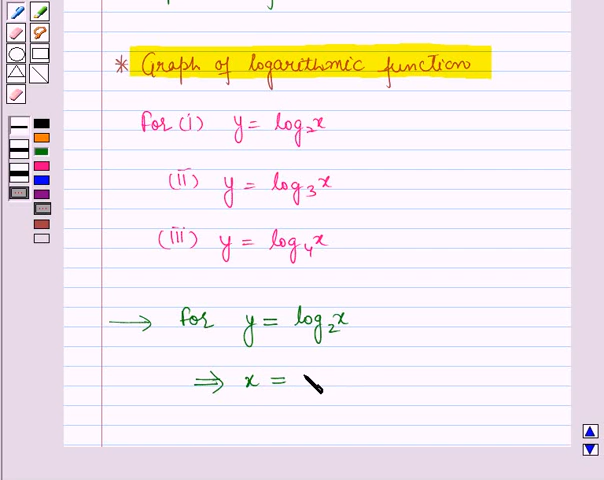 * Graph of logarithmic function
For (i) y = log₂x
(ii) y = log₃x
(iii) y = log₄x
→ For y = log₂x
⇒ x =